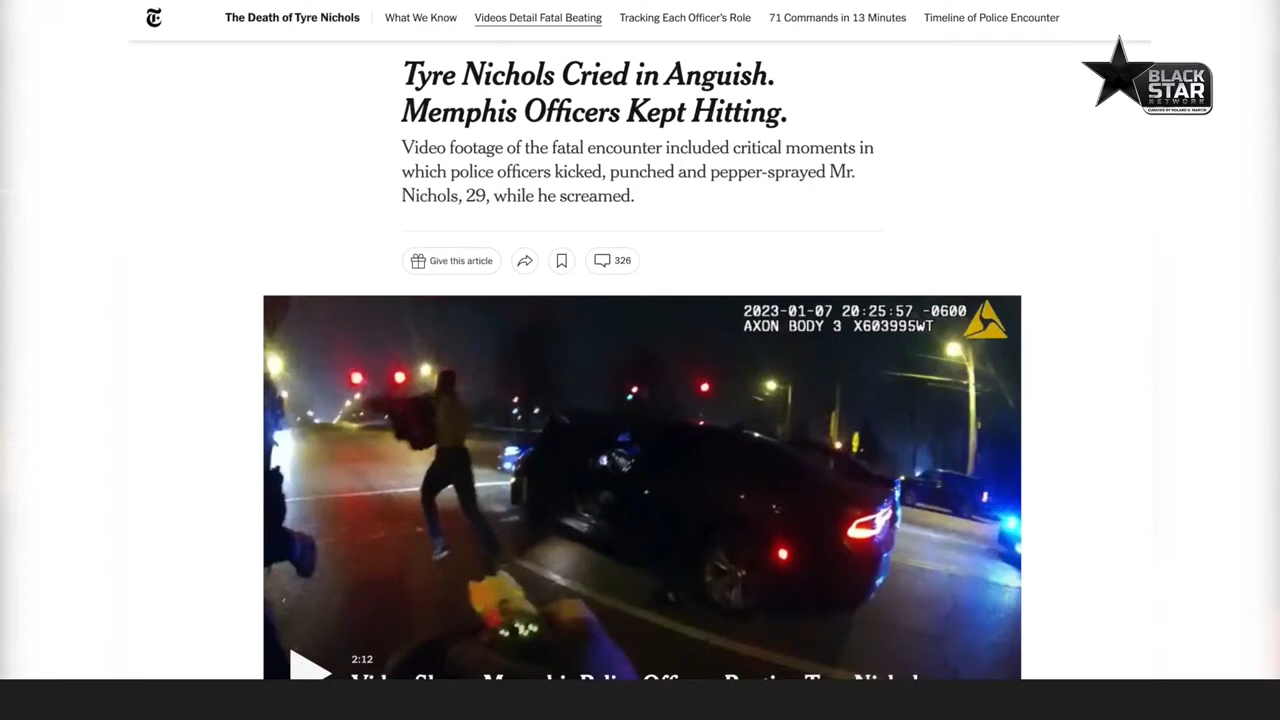 The Death of Tyre Nichols
What We Know
Videos Detail Fatal Beating
Tracking Each Officer's Role
71 Commands in 13 Minutes
Timeline of Police Encounter
BLACK
STAR
NETWORK
Tyre Nichols Cried in Anguish.
Memphis Officers Kept Hitting.
Video footage of the fatal encounter included critical moments in
which police officers kicked, punched and pepper-sprayed Mr.
Nichols, 29, while he screamed.
Give this article
326
2023-01-07 20:25:57 -0600
AXON BODY 3 X603995WT
2:12